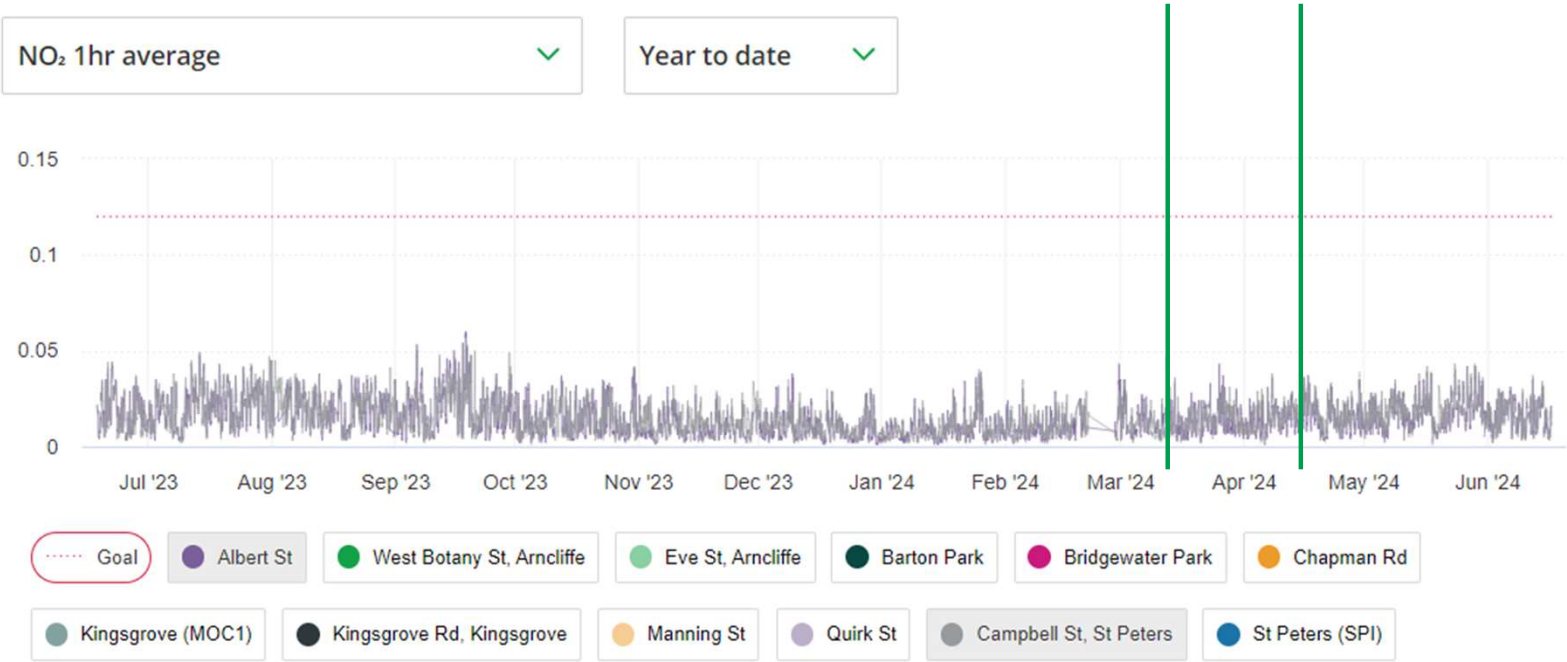 NO₂ 1hr average Year to date
0.15
0.1
0.05
0
Jul '23 Aug '23 Sep '23 Oct '23 Nov '23 Dec '23 Jan '24 Feb '24 Mar '24 Apr '24 May '24 Jun '24
Goal Albert St West Botany St, Arncliffe Eve St, Arncliffe Barton Park Bridgewater Park Chapman Rd
Kingsgrove (MOC1) Kingsgrove Rd, Kingsgrove Manning St Quirk St Campbell St, St Peters St Peters (SPI)